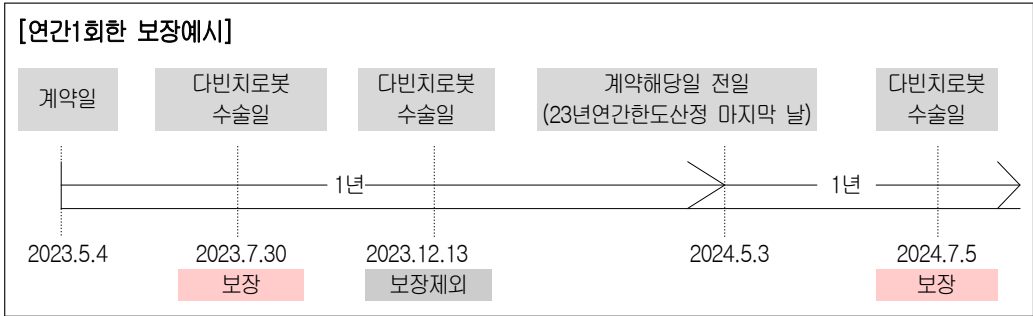 [연간1회한 보장예시]
계약일
다빈치로봇
수술일
다빈치로봇
수술일
계약해당일 전일
(23년연간한도산정 마지막 날)
다빈치로봇
수술일
1년
1년
2023.5.4
2023.7.30
2023.12.13
2024.5.3
2024.7.5
보장
보장제외
보장